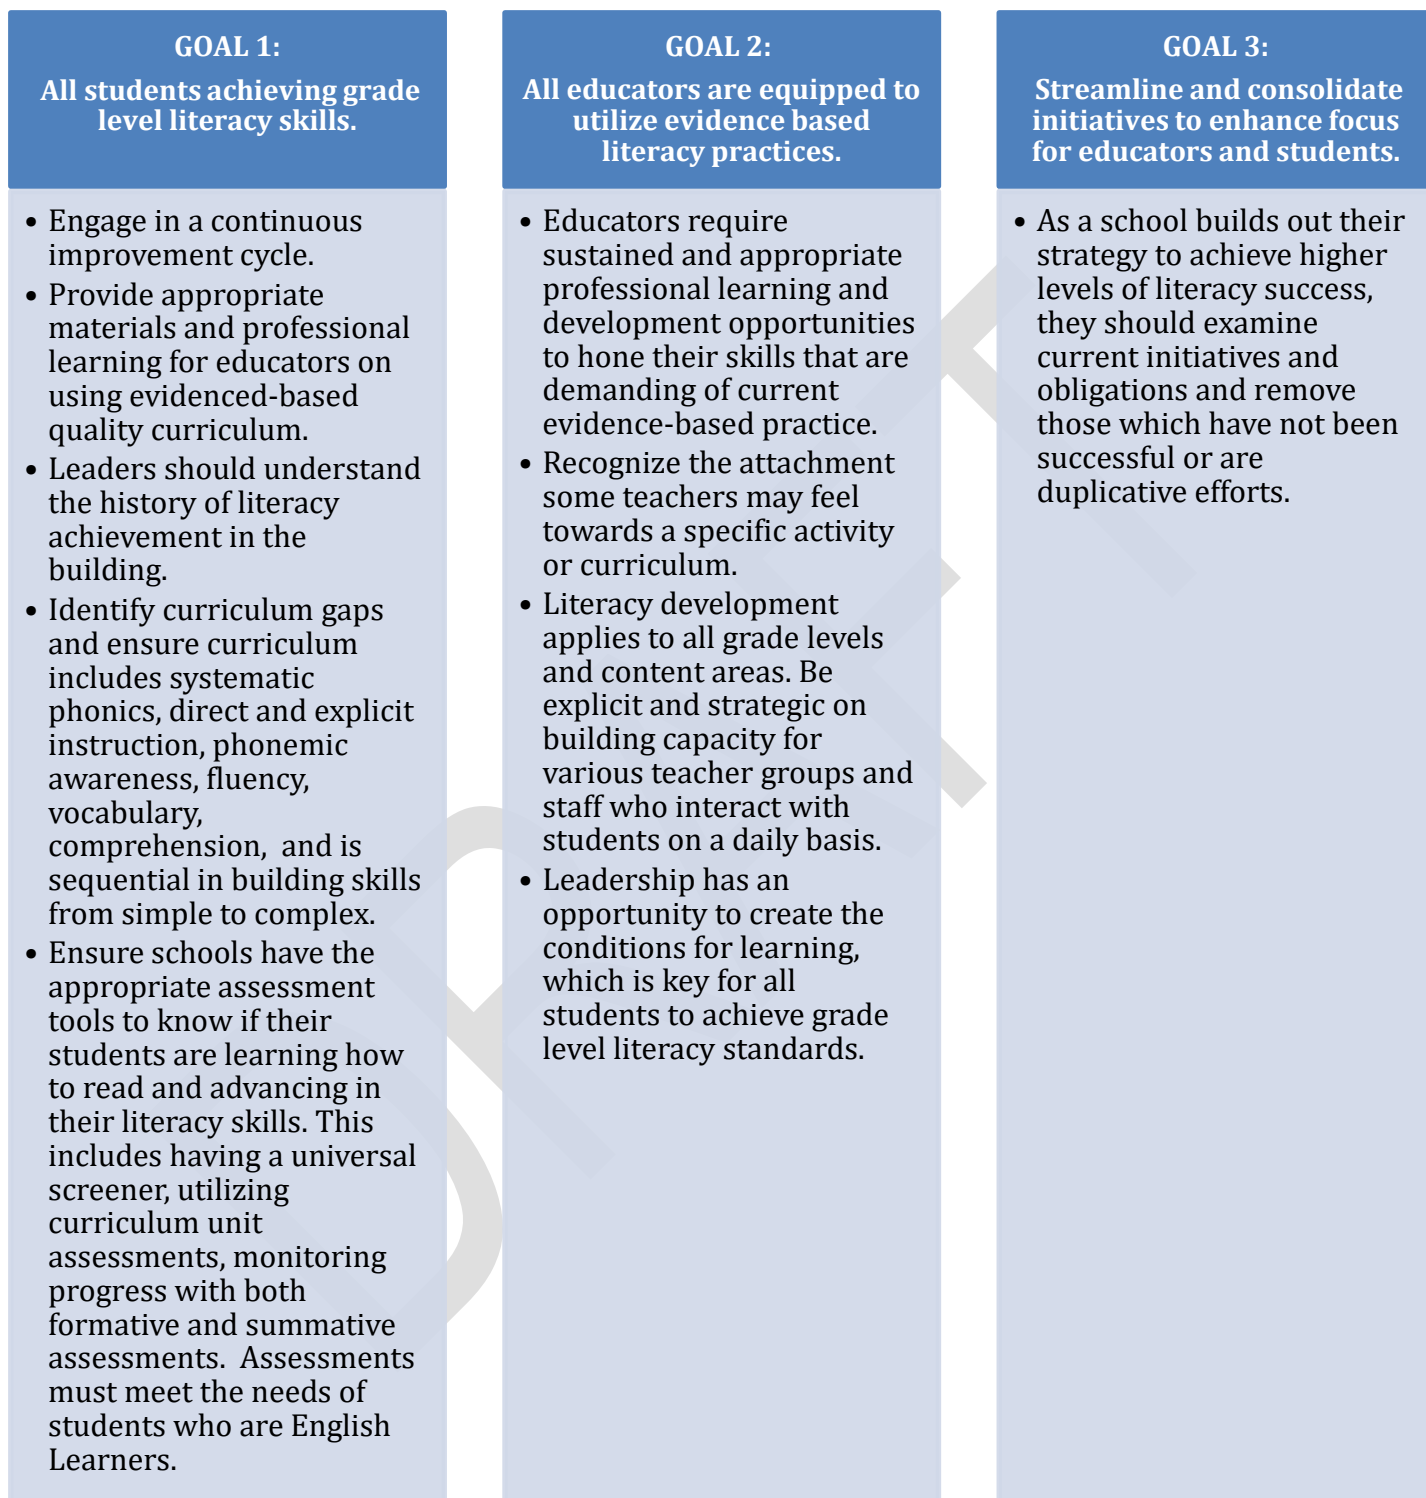 GOAL 1:
All students achieving grade
level literacy skills.
• Engage in a continuous
improvement cycle.
• Provide appropriate
materials and professional
learning for educators on
using evidenced-based
quality curriculum.
• Leaders should understand
the history of literacy
achievement in the
building.
• Identify curriculum gaps
and ensure curriculum
includes systematic
phonics, direct and explicit
instruction, phonemic
awareness, fluency,
vocabulary,
comprehension,  and is
sequential in building skills
from simple to complex.
• Ensure schools have the
appropriate assessment
tools to know if their
students are learning how
to read and advancing in
their literacy skills. This
includes having a universal
screener, utilizing
curriculum unit
assessments, monitoring
progress with both
formative and summative
assessments.  Assessments
must meet the needs of
students who are English
Learners.
GOAL 2:
All educators are equipped to
utilize evidence based
literacy practices.
• Educators require
sustained and appropriate
professional learning and
development opportunities
to hone their skills that are
demanding of current
evidence-based practice.
• Recognize the attachment
some teachers may feel
towards a specific activity
or curriculum.
• Literacy development
applies to all grade levels
and content areas. Be
explicit and strategic on
building capacity for
various teacher groups and
staff who interact with
students on a daily basis.
• Leadership has an
opportunity to create the
conditions for learning,
which is key for all
students to achieve grade
level literacy standards.
GOAL 3:
Streamline and consolidate
initiatives to enhance focus
for educators and students.
• As a school builds out their
strategy to achieve higher
levels of literacy success,
they should examine
current initiatives and
obligations and remove
those which have not been
successful or are
duplicative efforts.
DRAFT